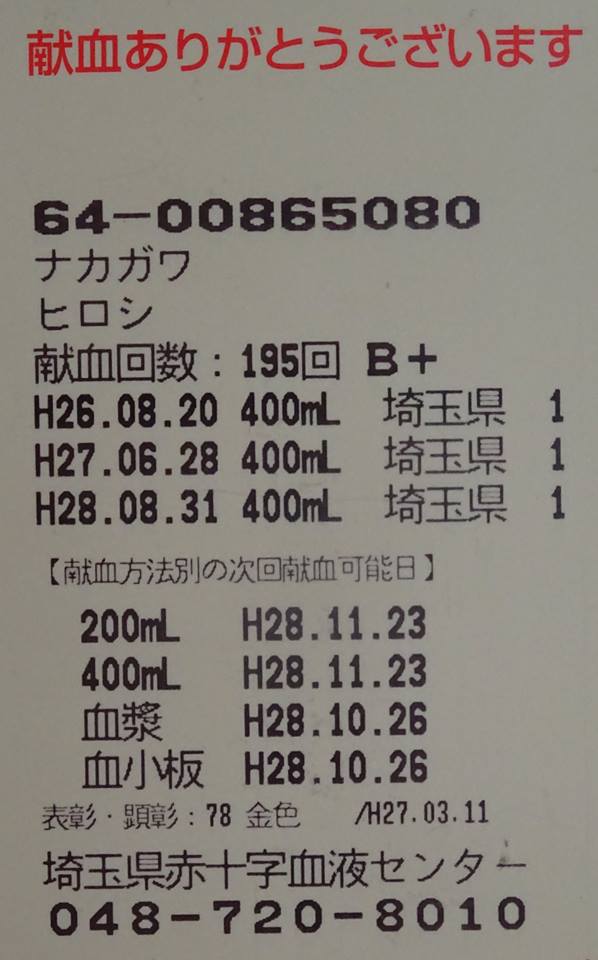 献血ありがとうございます
64-00865080
ナカガワ
ヒロシ
献血回数:195回 B+
H26.08.20 400mL 埼玉県 1
H27.06.28 400mL 埼玉県 1
H28.08.31 400mL 埼玉県 1
【献血方法別の次回献血可能日】
200mL H28.11.23
400mL H28.11.23
血漿 H28.10.26
血小板 H28.10.26
表彰・顕彰:78 金色 /H27.03.11
埼玉県赤十字血液センター
048-720-8010